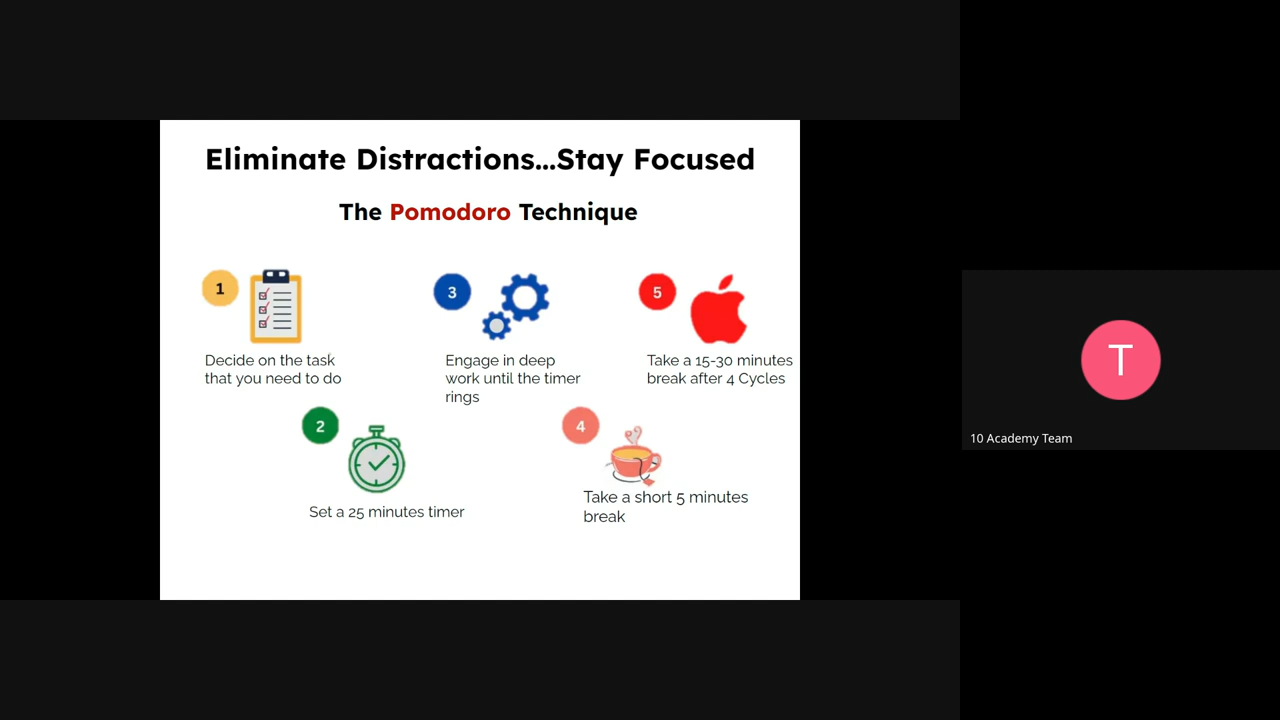 Eliminate Distractions...Stay Focused
The Pomodoro Technique
1
Decide on the task
that you need to do
2
Set a 25 minutes timer
3
Engage in deep
work until the timer
rings
4
Take a short 5 minutes
break
5
Take a 15-30 minutes
break after 4 Cycles
T
10 Academy Team